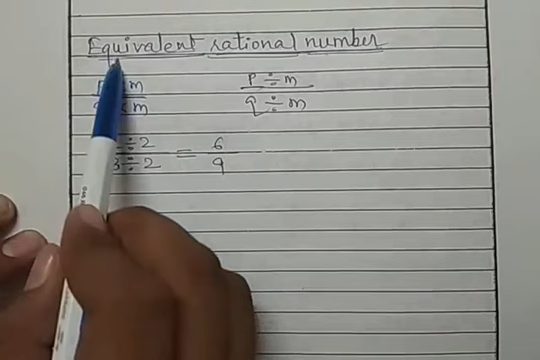 Equivalent rational number
m p ÷ m
× m q ÷ m
÷ 2 = 6
3 ÷ 2 9